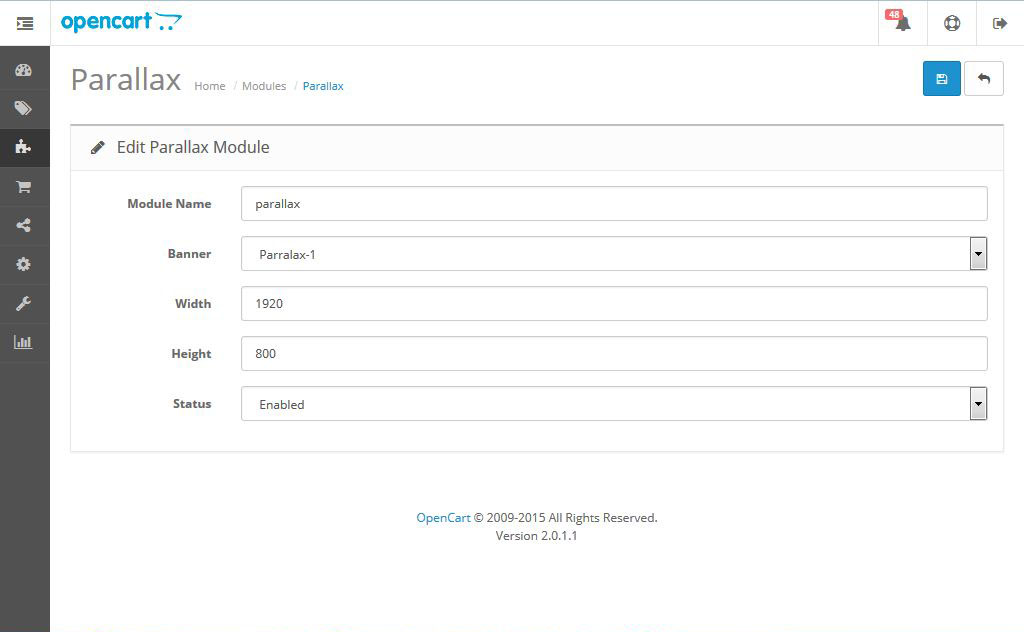 opencart
48
Parallax Home / Modules / Parallax
Edit Parallax Module
Module Name parallax
Banner Parralax-1
Width 1920
Height 800
Status Enabled
OpenCart © 2009-2015 All Rights Reserved.
Version 2.0.1.1